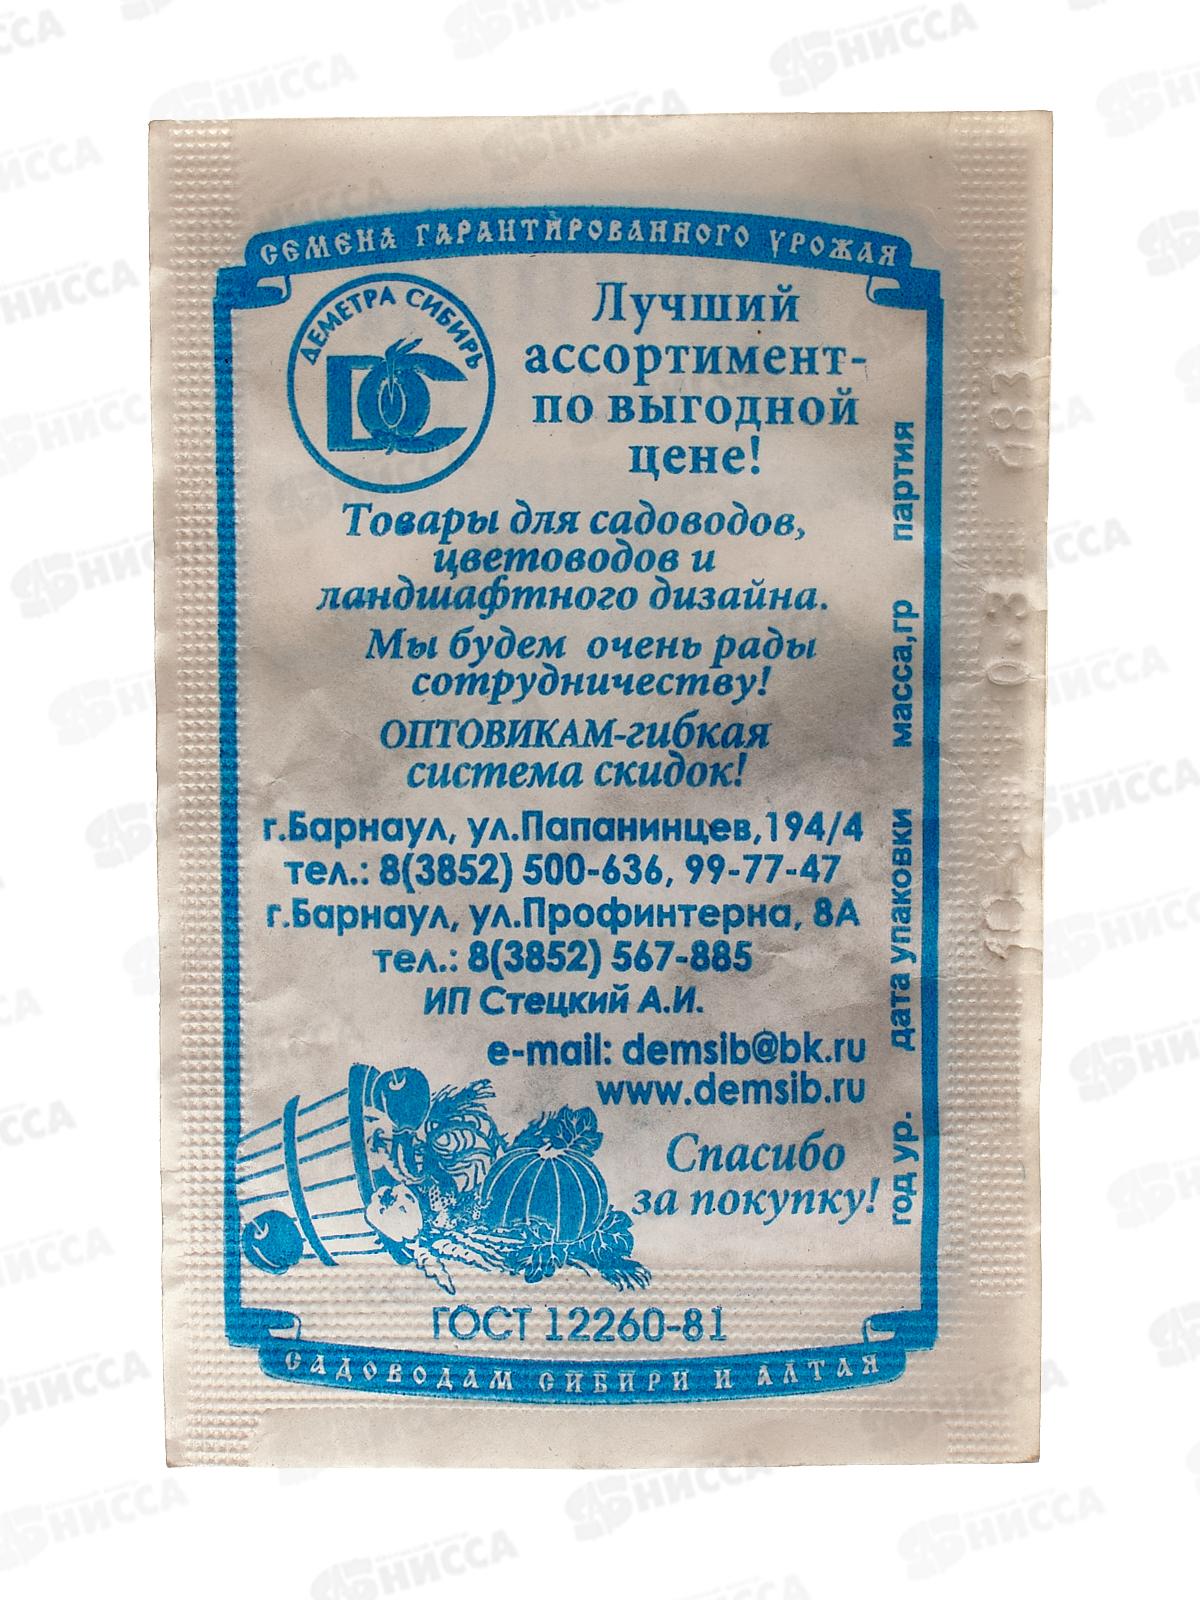 СЕМЕНА ГАРАНТИРОВАННОГО УРОЖАЯ
ДЕМЕТРА СИБИРЬ
DC
Лучший
ассортимент-
по выгодной
цене!
Товары для садоводов,
цветоводов и
ландшафтного дизайна.
Мы будем очень рады
сотрудничеству!
ОПТОВИКАМ-гибкая
система скидок!
г.Барнаул, ул.Папанинцев,194/4
тел.: 8(3852) 500-636, 99-77-47
г.Барнаул, ул.Профинтерна, 8А
тел.: 8(3852) 567-885
ИП Стецкий А.И.
e-mail: demsib@bk.ru
www.demsib.ru
Спасибо
за покупку!
ГОСТ 12260-81
САДОВОДАМ СИБИРИ И АЛТАЯ
год ур. дата упаковки масса,гр партия
0.3 183
АБНИССА